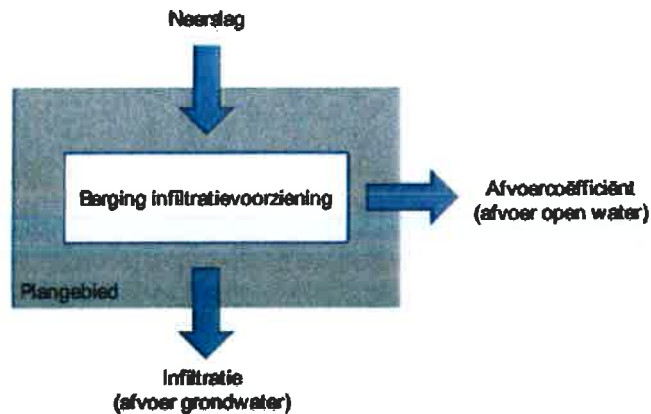 Neerslag
Berging infiltratievoorziening
Afvoercoëfficiënt
(afvoer open water)
Plangebied
Infiltratie
(afvoer grondwater)